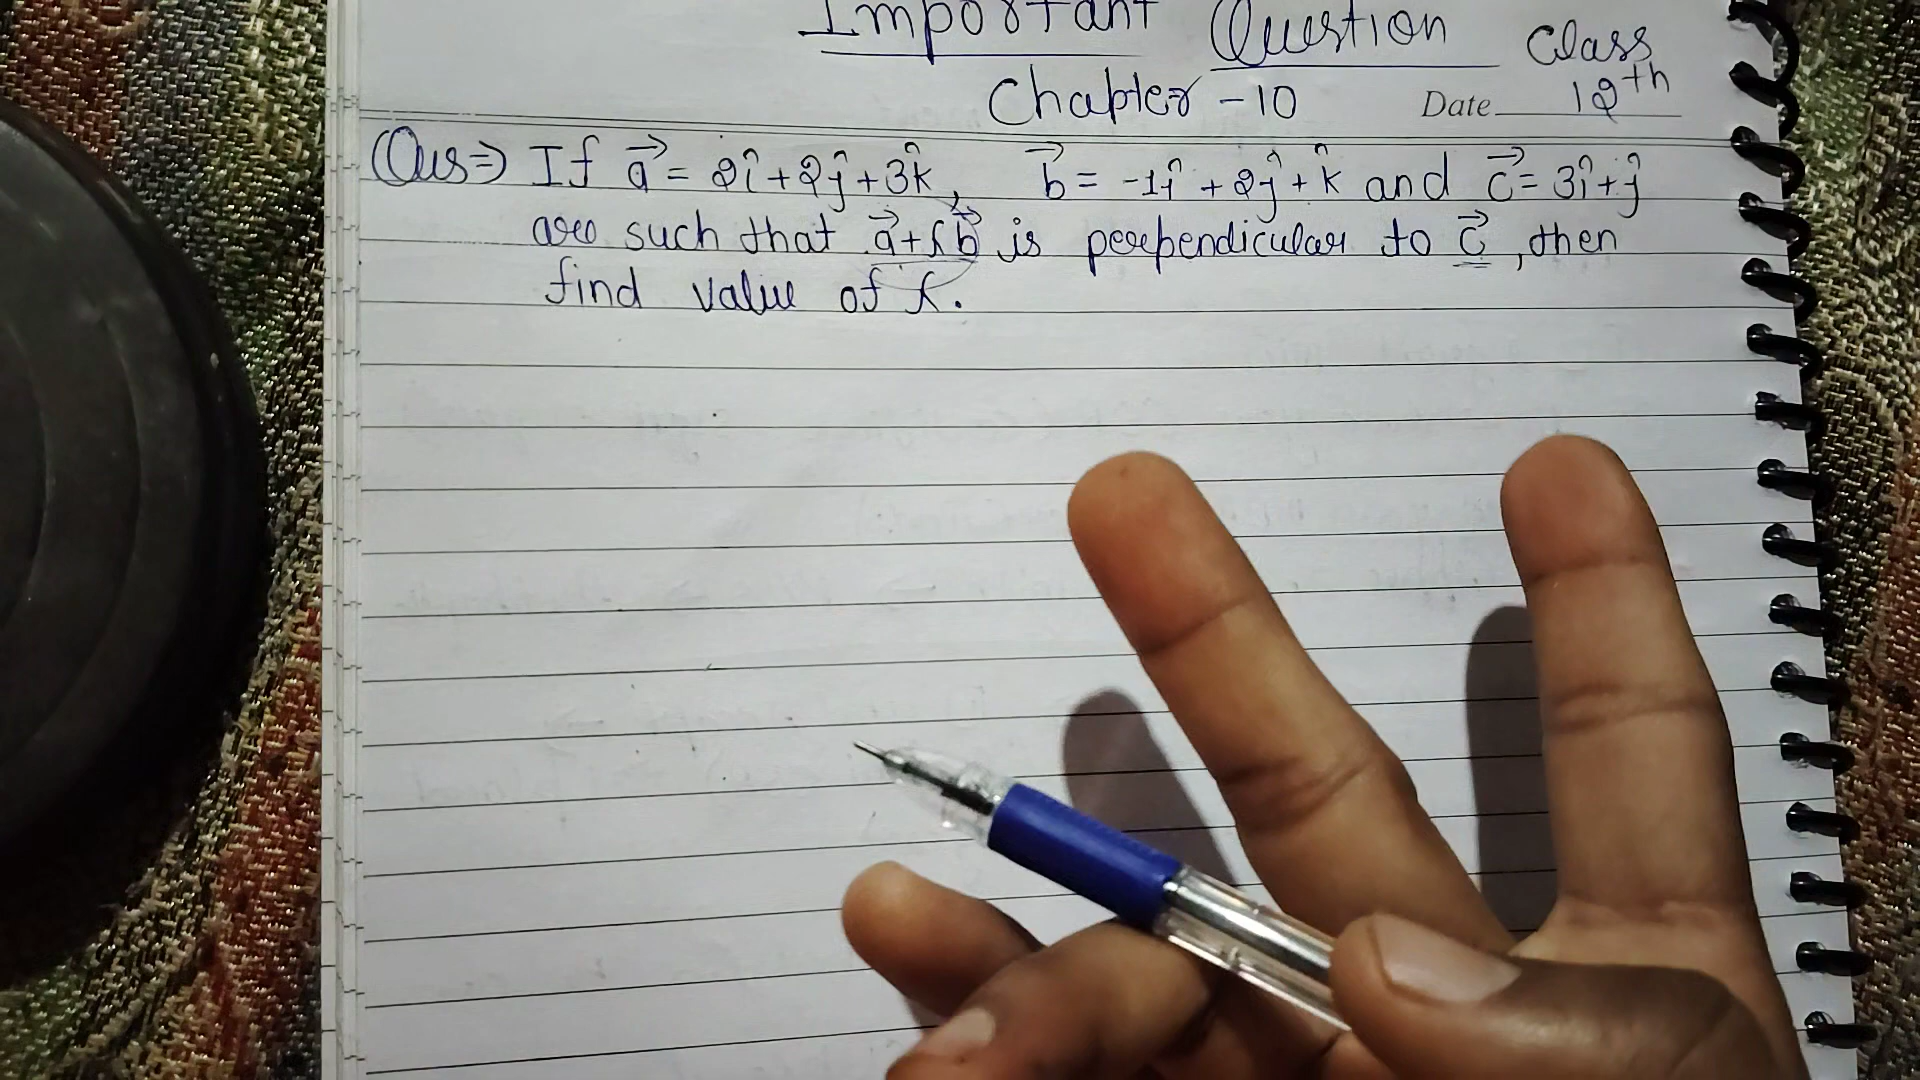 Important Question Class
Chapter - 10 Date 12th
Ques⇒ If a⃗ = 2î+2ĵ+3k̂, b⃗ = -1î+2ĵ+k̂ and c⃗ = 3î+ĵ
are such that a⃗+λb⃗ is perpendicular to c⃗, then
find value of λ.